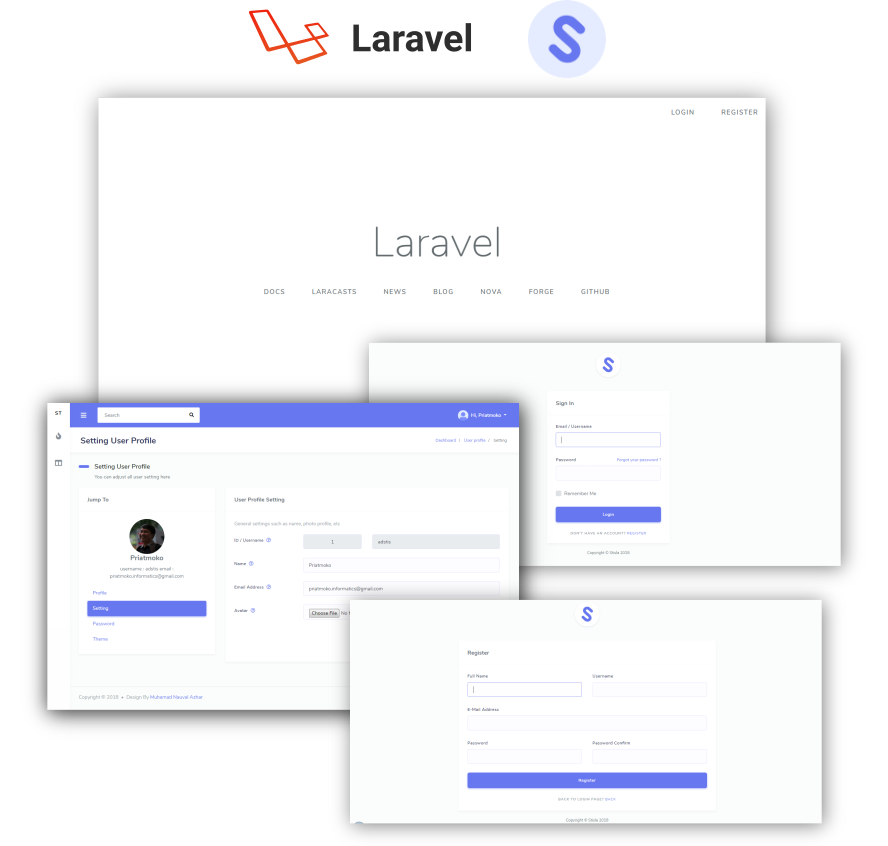 Laravel
LOGIN REGISTER
Laravel
DOCS LARACASTS NEWS BLOG NOVA FORGE GITHUB
Sign In
Email / Username
Password Forgot your password !
Remember Me
Login
DON'T HAVE AN ACCOUNT? REGISTER
Copyright © Stisla 2018
ST
Search
Hi, Priatmoko
Setting User Profile
Dashboard / User profile / Setting
Setting User Profile
You can adjust all user setting here
Jump To
Priatmoko
username : adsito email :
priatmoko.informatics@gmail.com
Profile
Setting
Password
Theme
User Profile Setting
General settings such as name, photo profile, etc
ID / Username 1 adsito
Name Priatmoko
Email Address priatmoko.informatics@gmail.com
Avatar Choose File No
Copyright © 2018 • Design By Muhamad Nauval Azhar
Register
Full Name Username
E-Mail Address
Password Password Confirm
Register
BACK TO LOGIN PAGE? BACK
Copyright © Stisla 2018